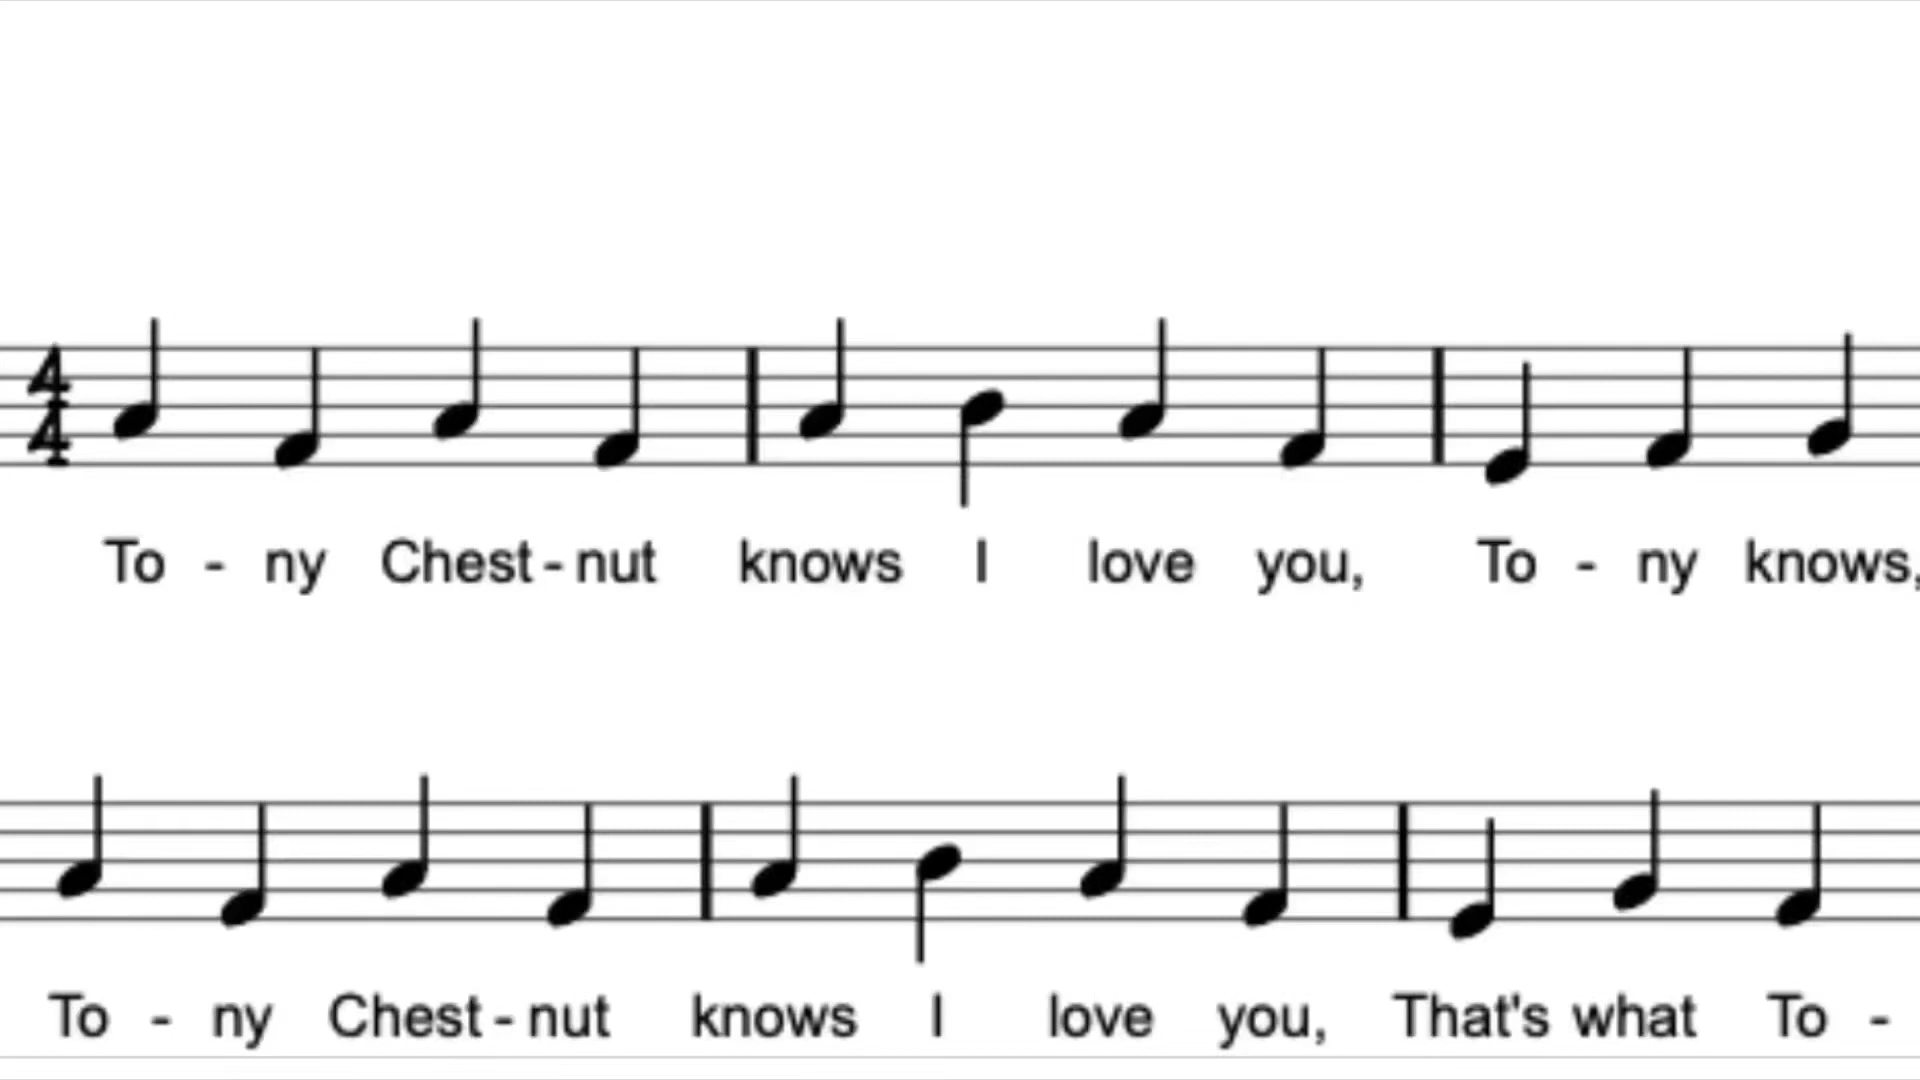 4
4
To - ny Chest - nut knows I love you, To - ny knows,
To - ny Chest - nut knows I love you, That's what To -